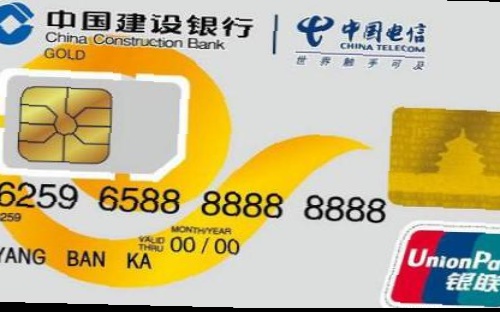 中国建设银行 中国电信
China Construction Bank CHINA TELECOM
GOLD 世界触手可及
6259 6588 8888 8888
6259
MONTH/YEAR
VALID THRU 00/00
YANG BAN KA
UnionPa
银联